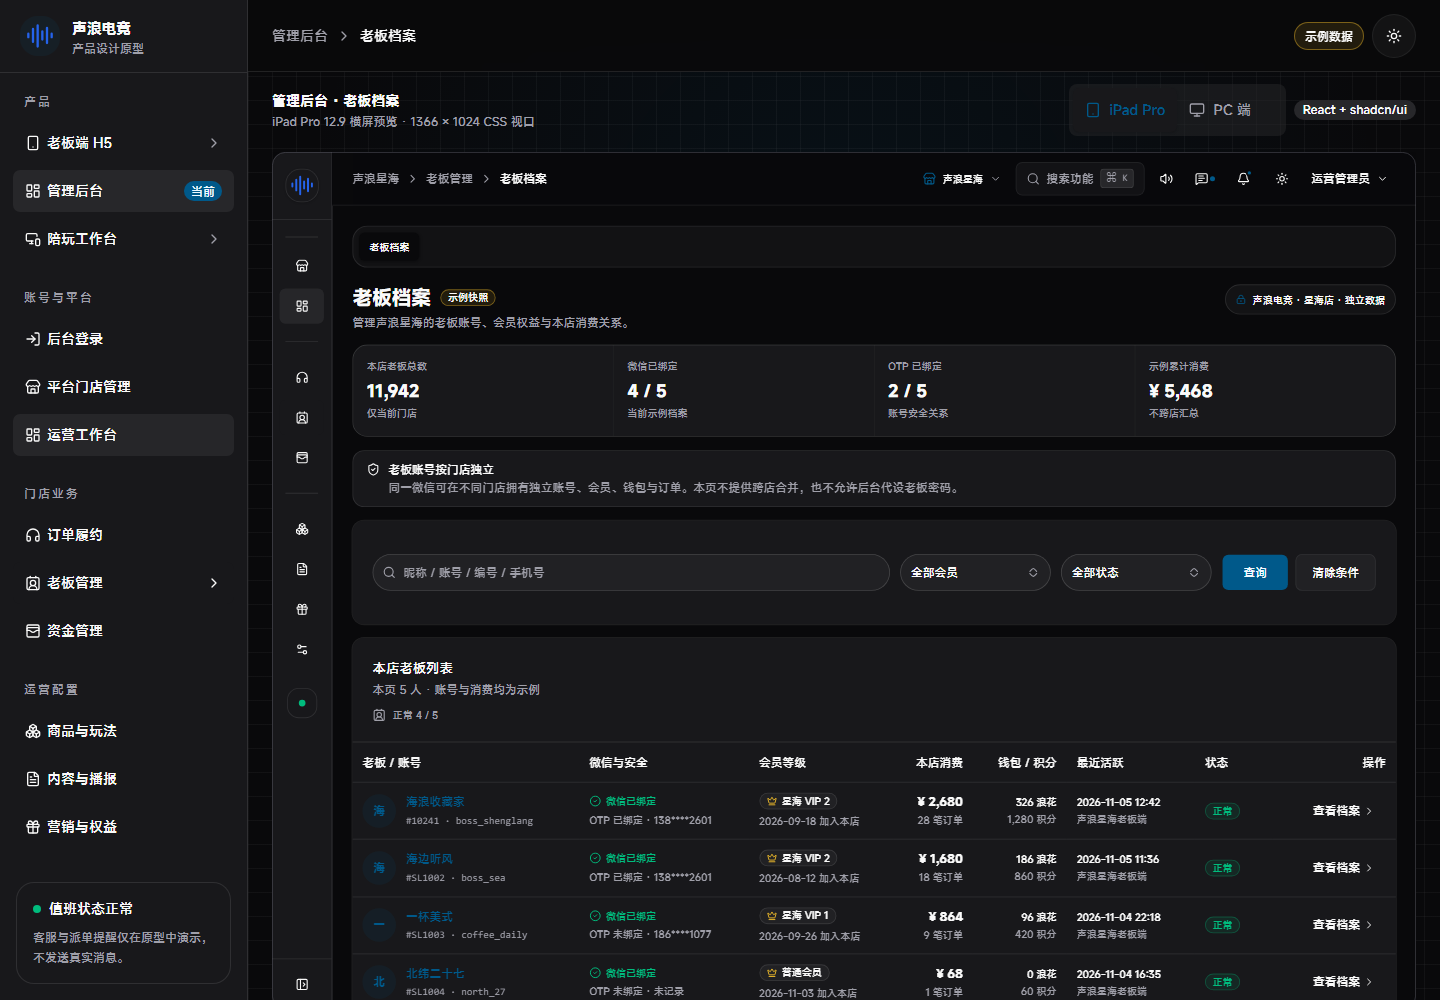 声浪电竞
产品设计原型
产品
老板端 H5
管理后台
当前
陪玩工作台
账号与平台
后台登录
平台门店管理
运营工作台
门店业务
订单履约
老板管理
资金管理
运营配置
商品与玩法
内容与播报
营销与权益
值班状态正常
客服与派单提醒仅在原型中演示，
不发送真实消息。
管理后台
老板档案
示例数据
管理后台 · 老板档案
iPad Pro 12.9 横屏预览 · 1366 × 1024 CSS 视口
iPad Pro
PC 端
React + shadcn/ui
声浪星海
老板管理
老板档案
声浪星海
搜索功能
⌘ K
运营管理员
老板档案
老板档案
示例快照
管理声浪星海的老板账号、会员权益与本店消费关系。
声浪电竞 · 星海店 · 独立数据
本店老板总数
11,942
仅当前门店
微信已绑定
4 / 5
当前示例档案
OTP 已绑定
2 / 5
账号安全关系
示例累计消费
¥ 5,468
不跨店汇总
老板账号按门店独立
同一微信可在不同门店拥有独立账号、会员、钱包与订单。本页不提供跨店合并，也不允许后台代设老板密码。
昵称 / 账号 / 编号 / 手机号
全部会员
全部状态
查询
清除条件
本店老板列表
本页 5 人 · 账号与消费均为示例
正常 4 / 5
老板 / 账号
微信与安全
会员等级
本店消费
钱包 / 积分
最近活跃
状态
操作
海
海浪收藏家
#10241 · boss_shenglang
微信已绑定
OTP 已绑定 · 138****2601
星海 VIP 2
2026-09-18 加入本店
¥ 2,680
28 笔订单
326 浪花
1,280 积分
2026-11-05 12:42
声浪星海老板端
正常
查看档案
海
海边听风
#SL1002 · boss_sea
微信已绑定
OTP 已绑定 · 138****2601
星海 VIP 2
2026-08-12 加入本店
¥ 1,680
18 笔订单
186 浪花
860 积分
2026-11-05 11:36
声浪星海老板端
正常
查看档案
一
一杯美式
#SL1003 · coffee_daily
微信已绑定
OTP 未绑定 · 186****1077
星海 VIP 1
2026-09-26 加入本店
¥ 864
9 笔订单
96 浪花
420 积分
2026-11-04 22:18
声浪星海老板端
正常
查看档案
北
北纬二十七
#SL1004 · north_27
微信已绑定
OTP 未绑定 · 未记录
普通会员
2026-11-03 加入本店
¥ 68
1 笔订单
0 浪花
60 积分
2026-11-04 16:35
声浪星海老板端
正常
查看档案